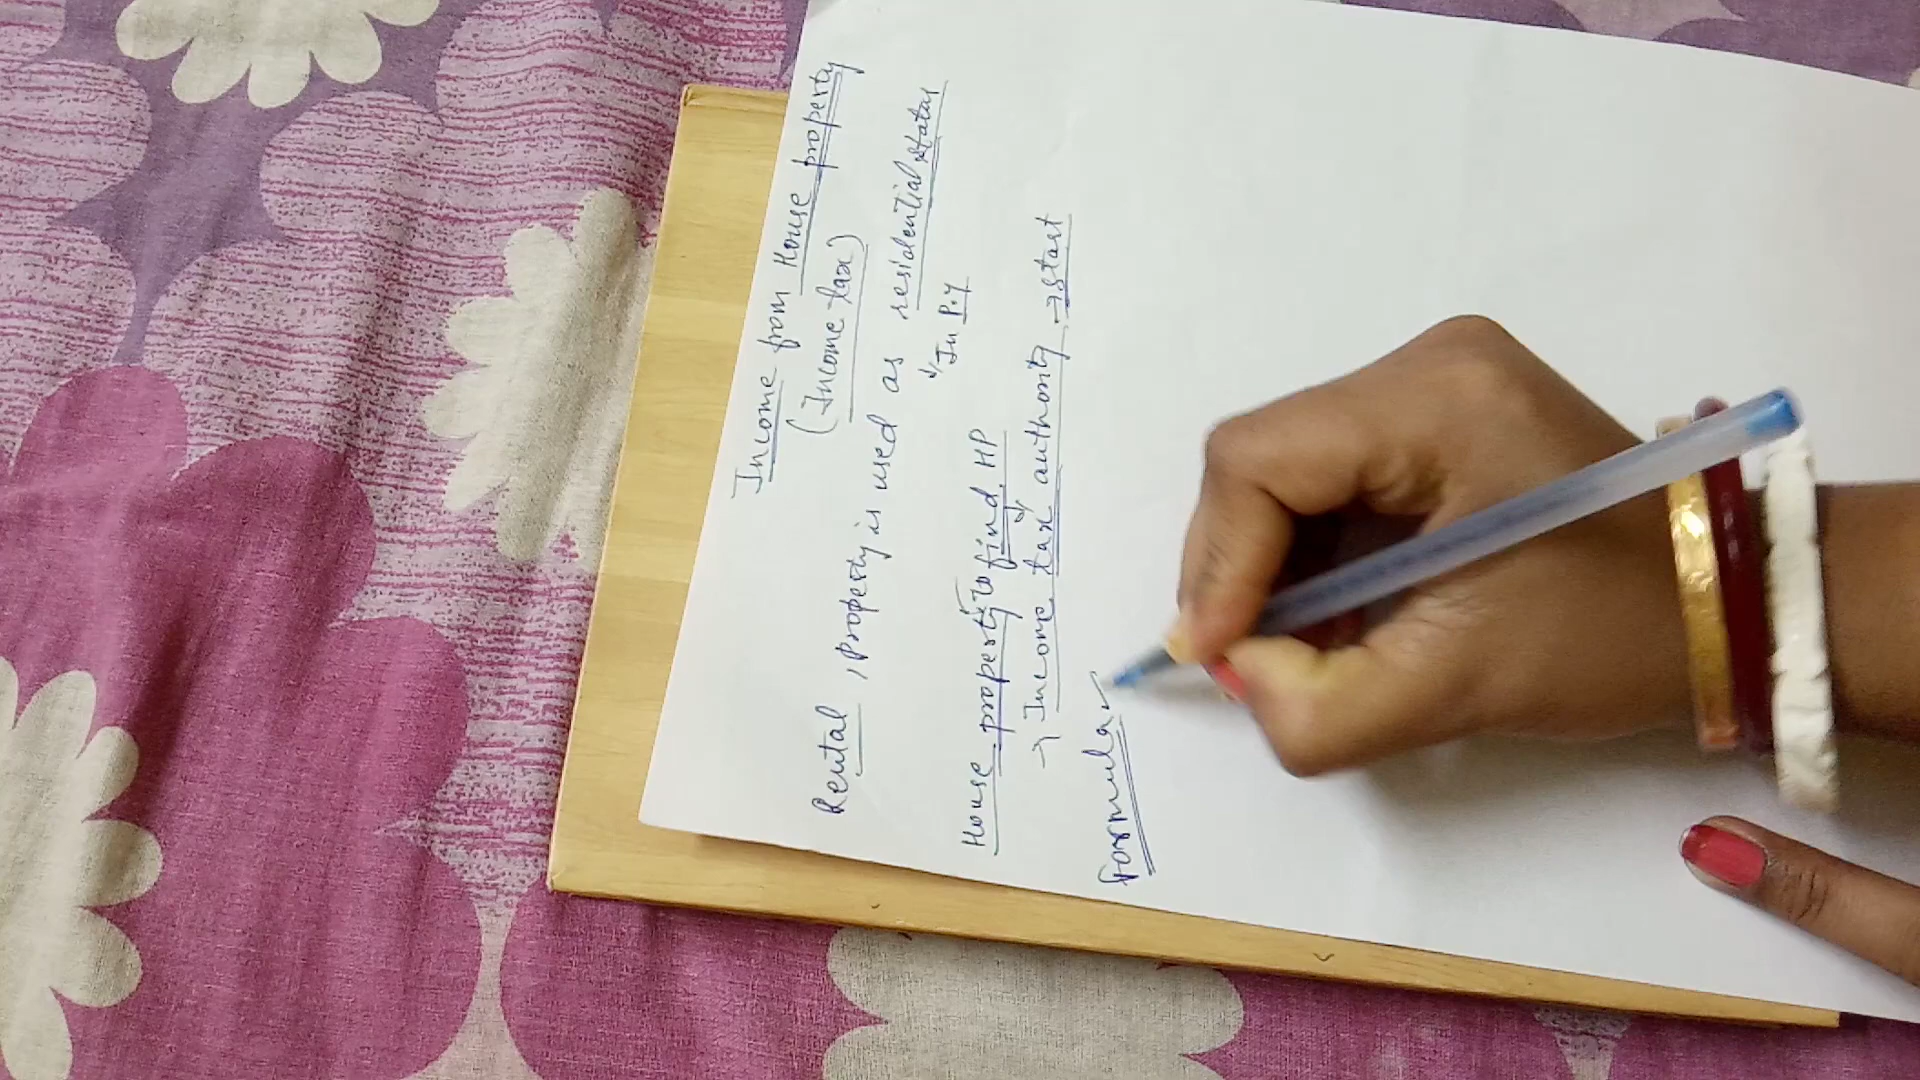 Income from House property
(Income tax)
Rental, property is used as residential status
↓ In P.Y
House property to find HP
→ Income tax authority → start
Formula